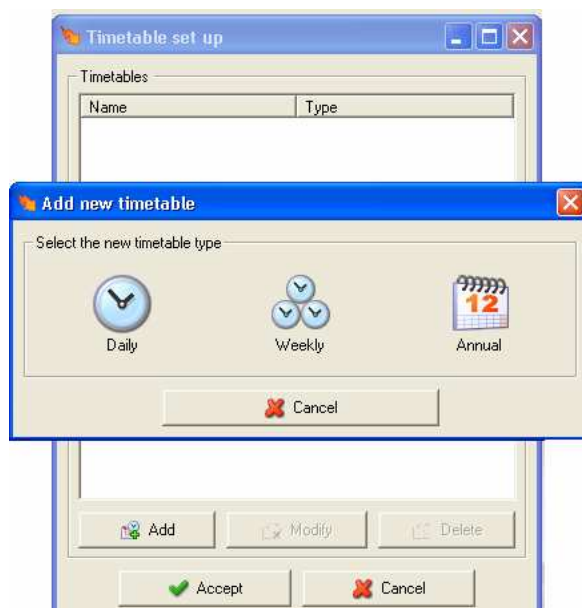 Timetable set up
Timetables
Name Type
Add new timetable
Select the new timetable type
12
Daily Weekly Annual
Cancel
Add Modify Delete
Accept Cancel